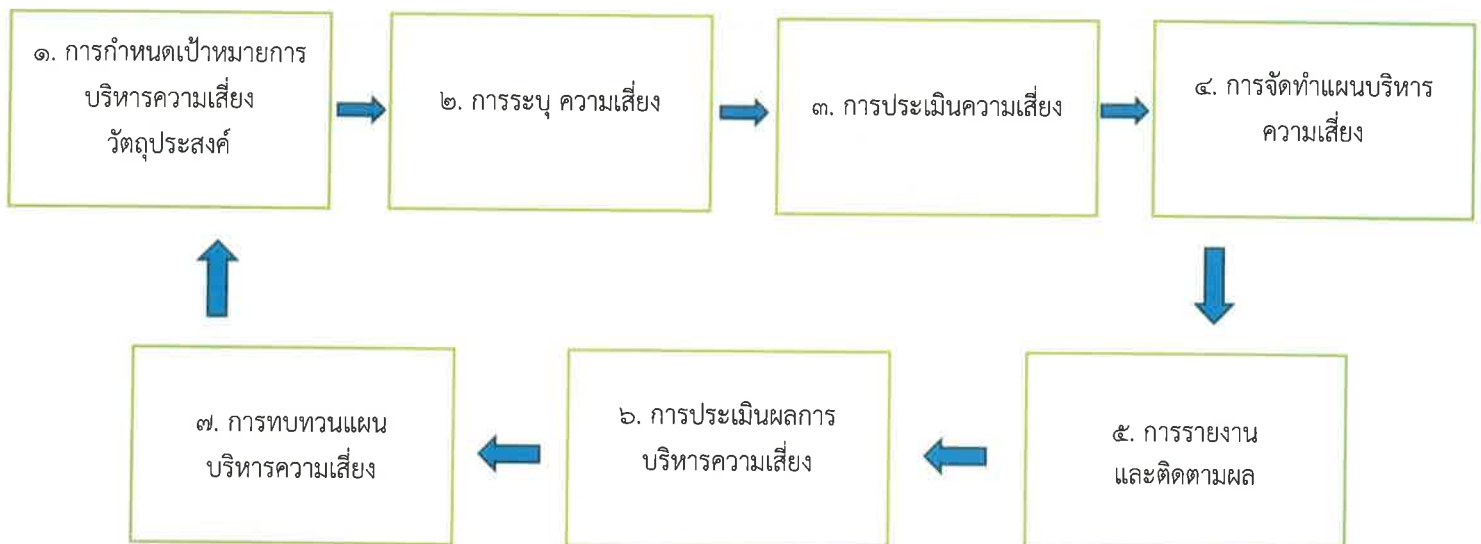 ๑. การกำหนดเป้าหมายการ
บริหารความเสี่ยง
วัตถุประสงค์
๒. การระบุ ความเสี่ยง
๓. การประเมินความเสี่ยง
๔. การจัดทำแผนบริหาร
ความเสี่ยง
๕. การรายงาน
และติดตามผล
๖. การประเมินผลการ
บริหารความเสี่ยง
๗. การทบทวนแผน
บริหารความเสี่ยง